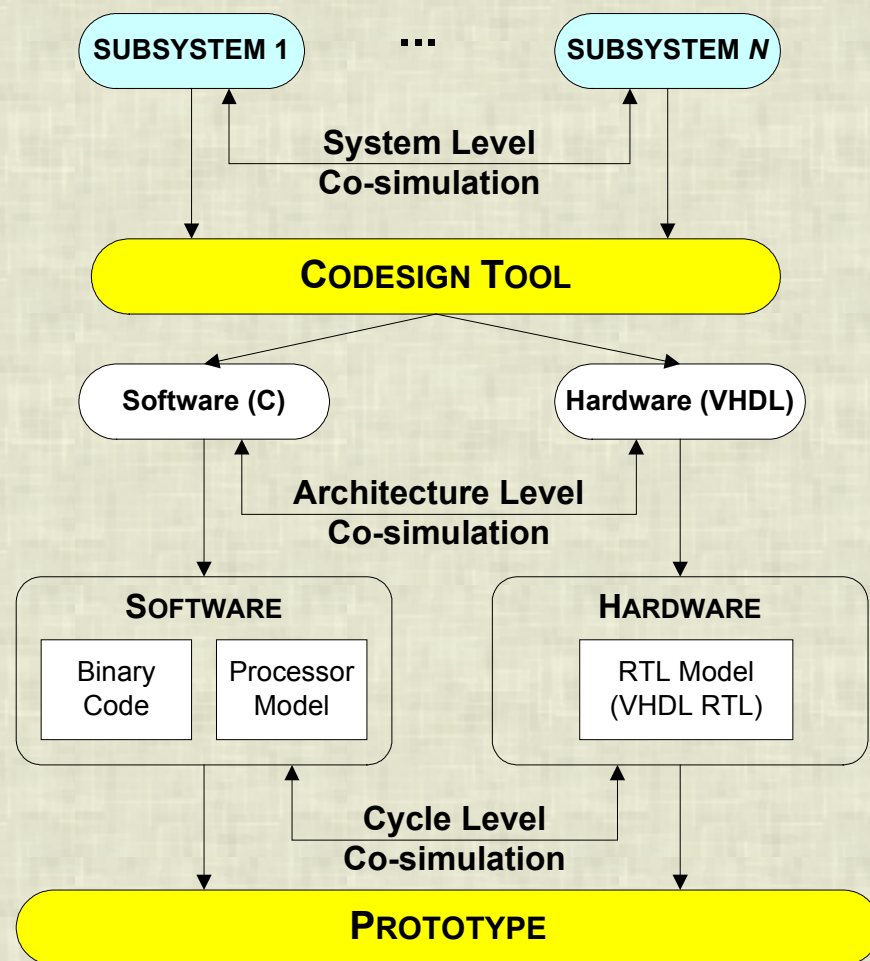 SUBSYSTEM 1
...
SUBSYSTEM N
System Level
Co-simulation
CODESIGN TOOL
Software (C)
Hardware (VHDL)
Architecture Level
Co-simulation
SOFTWARE
Binary
Code
Processor
Model
HARDWARE
RTL Model
(VHDL RTL)
Cycle Level
Co-simulation
PROTOTYPE